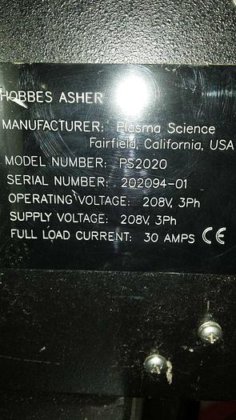 HOBBES ASHER
MANUFACTURER: Plasma Science
Fairfield, California, USA
MODEL NUMBER: PS2020
SERIAL NUMBER: 202094-01
OPERATING VOLTAGE: 208V, 3Ph
SUPPLY VOLTAGE: 208V, 3Ph
FULL LOAD CURRENT: 30 AMPS CE